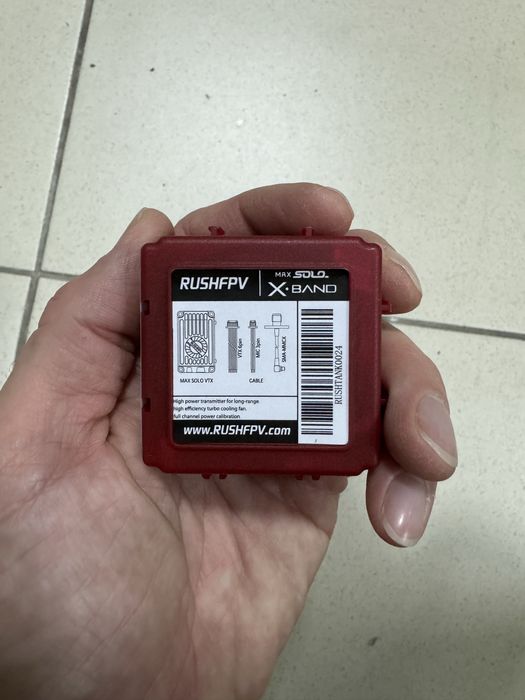 RUSHFPV
MAX SOLO
X·BAND
VTX 6pin
MIC 3pin
SMA-MMCX
MAX SOLO VTX
CABLE
High power transmitter for long-range.
high efficiency turbo cooling fan.
full channel power calibration.
www.RUSHFPV.com
RUSHTANK0024